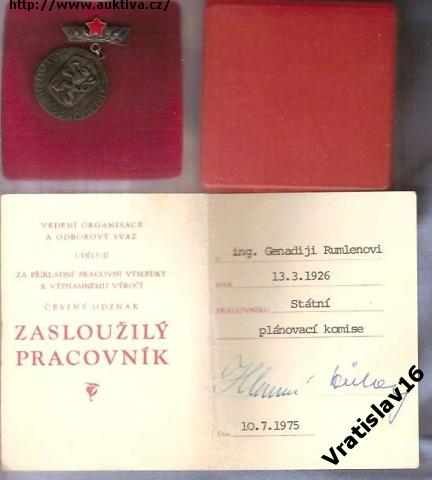 http://www.auktiva.cz/
VEDENÍ ORGANISACE
A ODBOROVÝ SVAZ
UDĚLUJÍ
ZA PŘÍKLADNÉ PRACOVNÍ VÝSLEDKY
K VÝZNAMNÉMU VÝROČÍ
ČESTNÝ ODZNAK
ZASLOUŽILÝ
PRACOVNÍK
ing. Genadiji Rumlenovi
NAR. 13.3.1926
PRACOVNÍKU Státní
plánovací komise
Dne 10.7.1975
Vratislav16